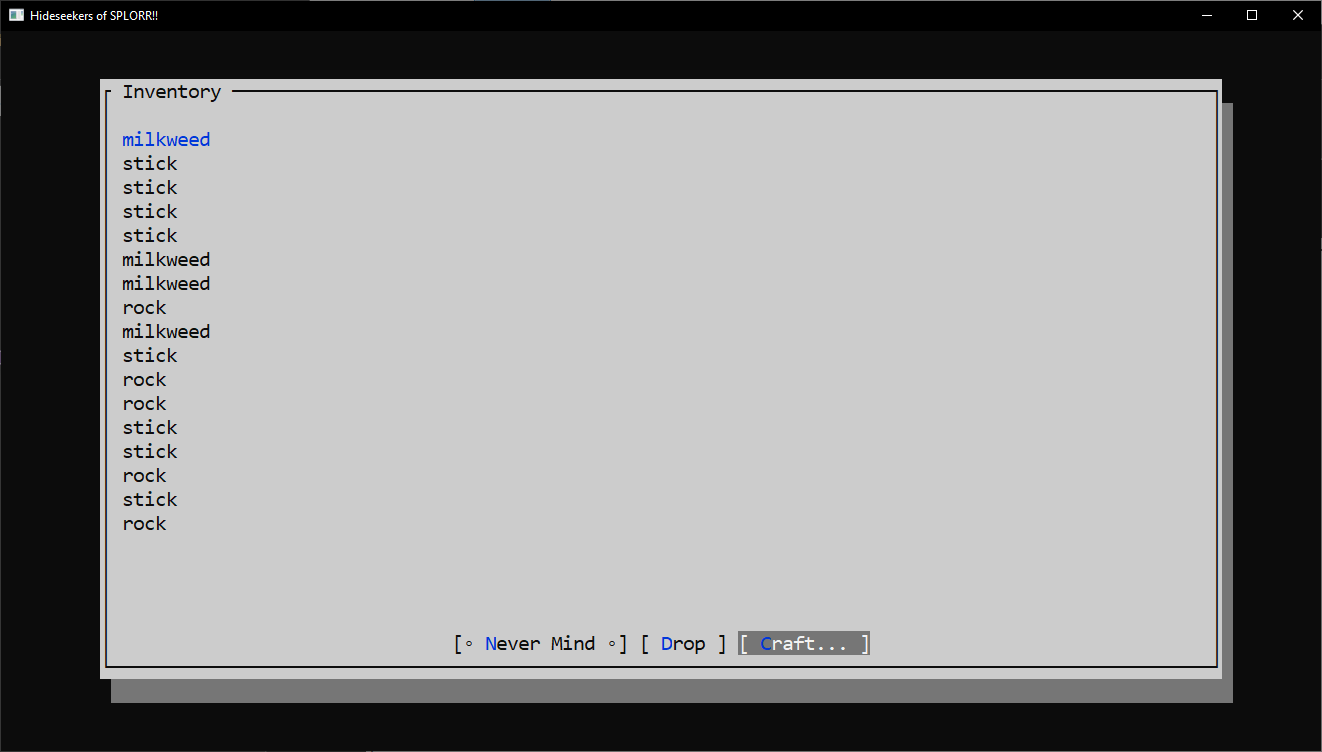 Hideseekers of SPLORR!!
Inventory
milkweed
stick
stick
stick
stick
milkweed
milkweed
rock
milkweed
stick
rock
rock
stick
stick
rock
stick
rock
[◦ Never Mind ◦] [ Drop ] [ Craft... ]